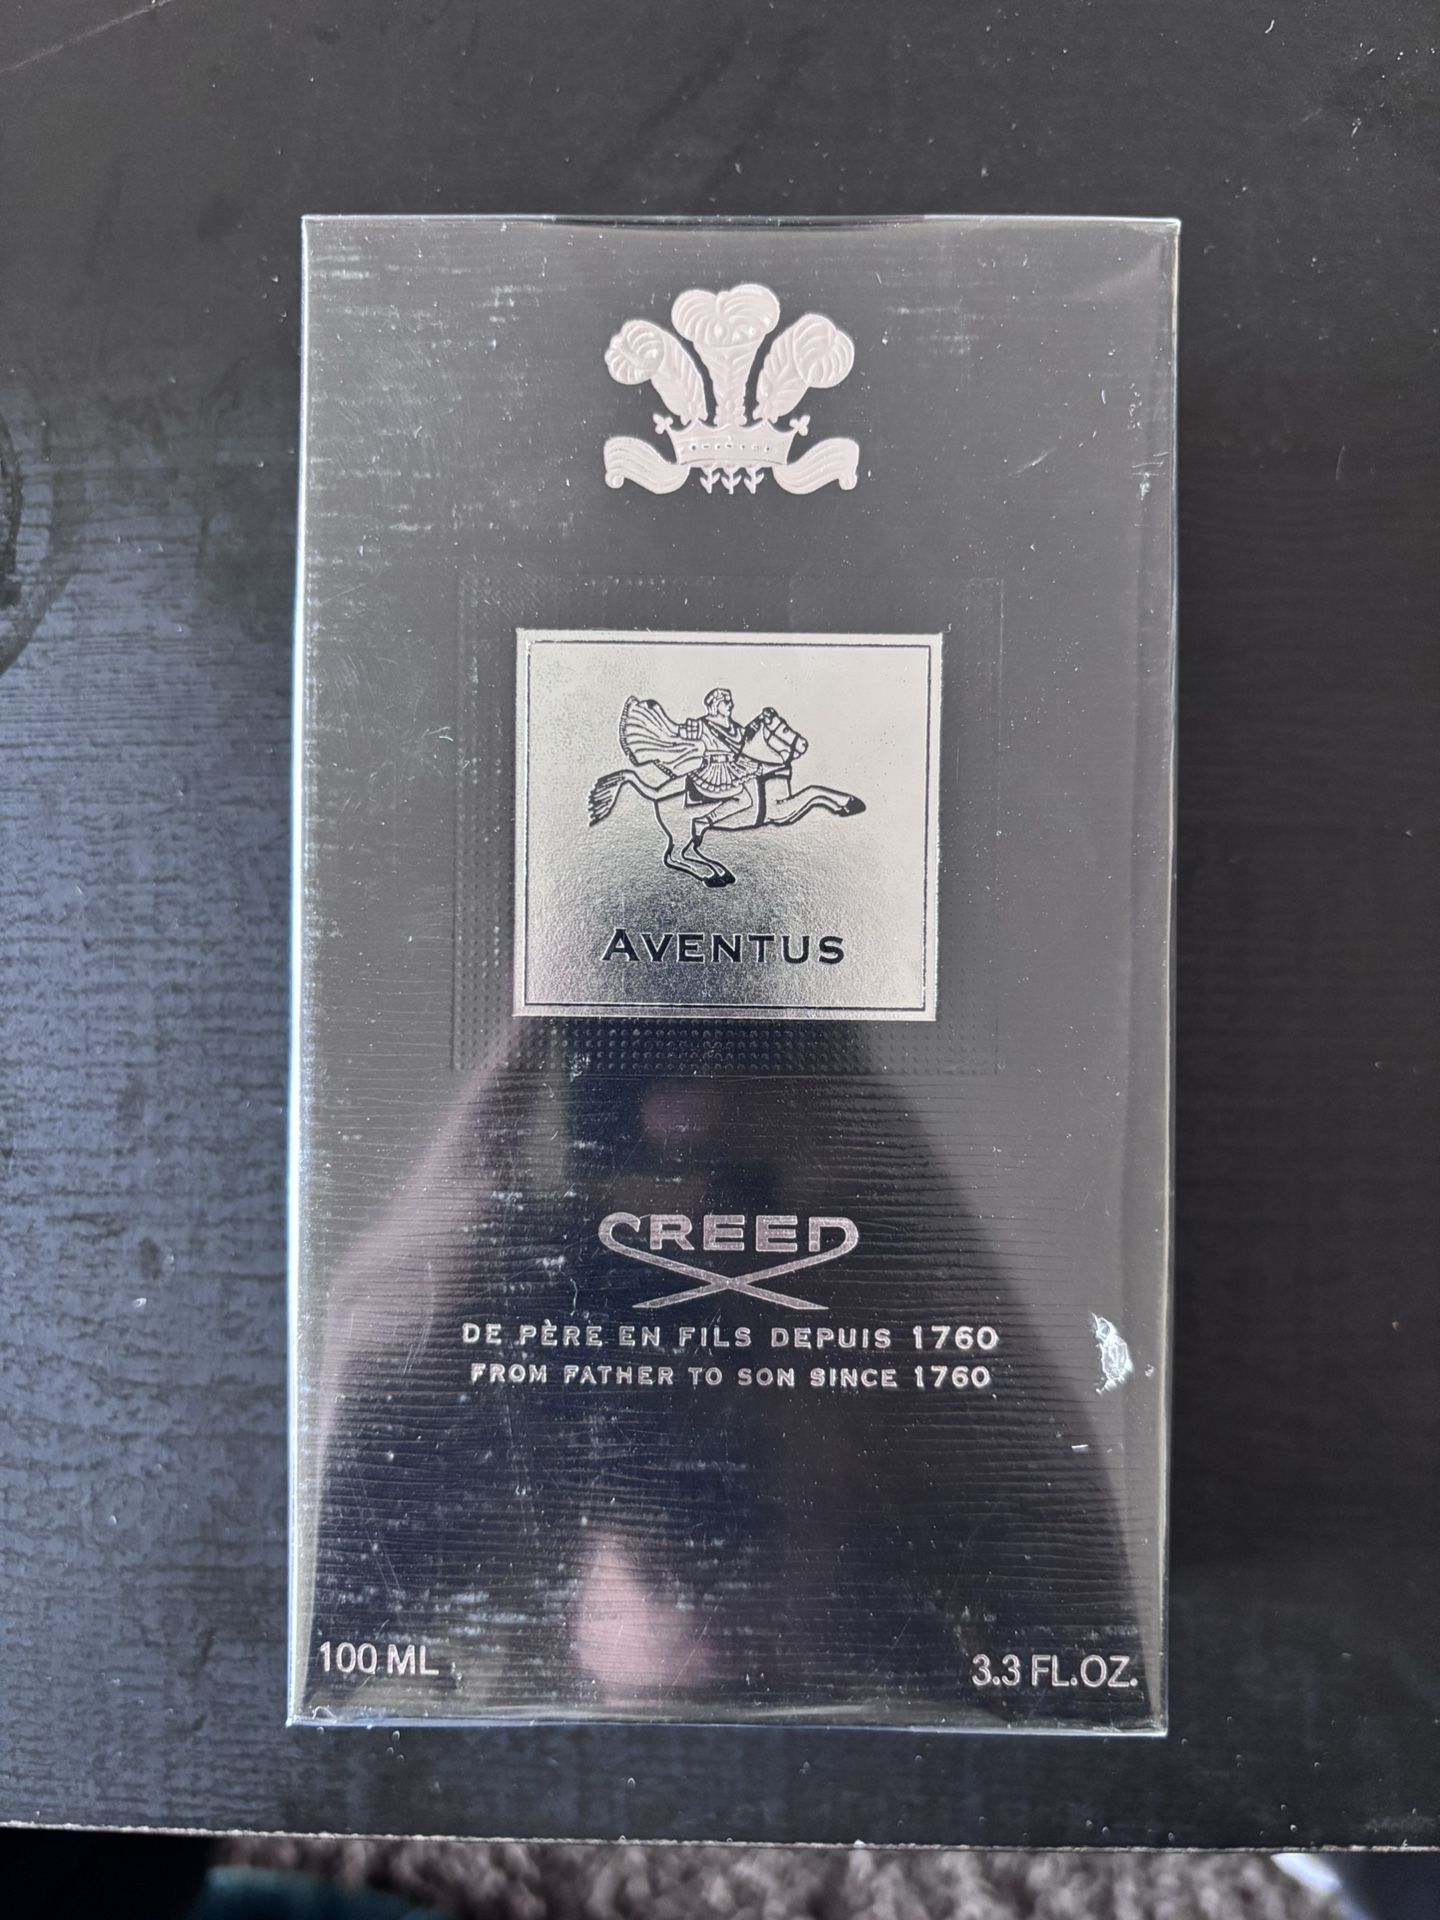 AVENTUS
CREED
DE PÈRE EN FILS DEPUIS 1760
FROM FATHER TO SON SINCE 1760
100 ML
3.3 FL.OZ.